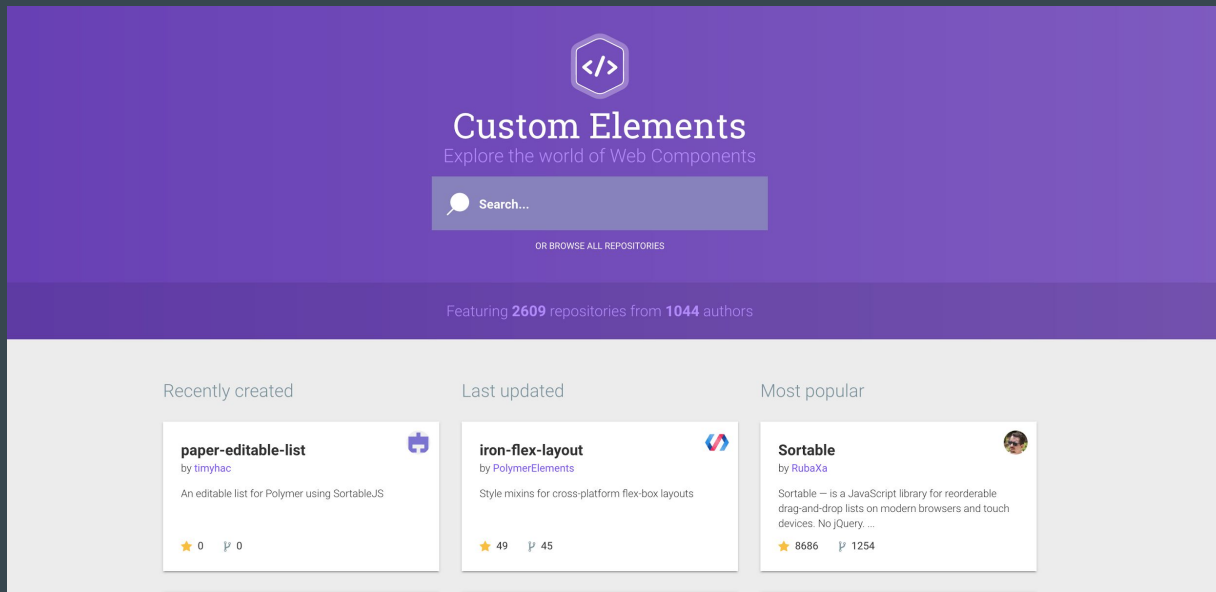 </>
Custom Elements
Explore the world of Web Components
Search...
OR BROWSE ALL REPOSITORIES
Featuring 2609 repositories from 1044 authors
Recently created
paper-editable-list
by timyhac
An editable list for Polymer using SortableJS
0 0
Last updated
iron-flex-layout
by PolymerElements
Style mixins for cross-platform flex-box layouts
49 45
Most popular
Sortable
by RubaXa
Sortable — is a JavaScript library for reorderable
drag-and-drop lists on modern browsers and touch
devices. No jQuery. ...
8686 1254